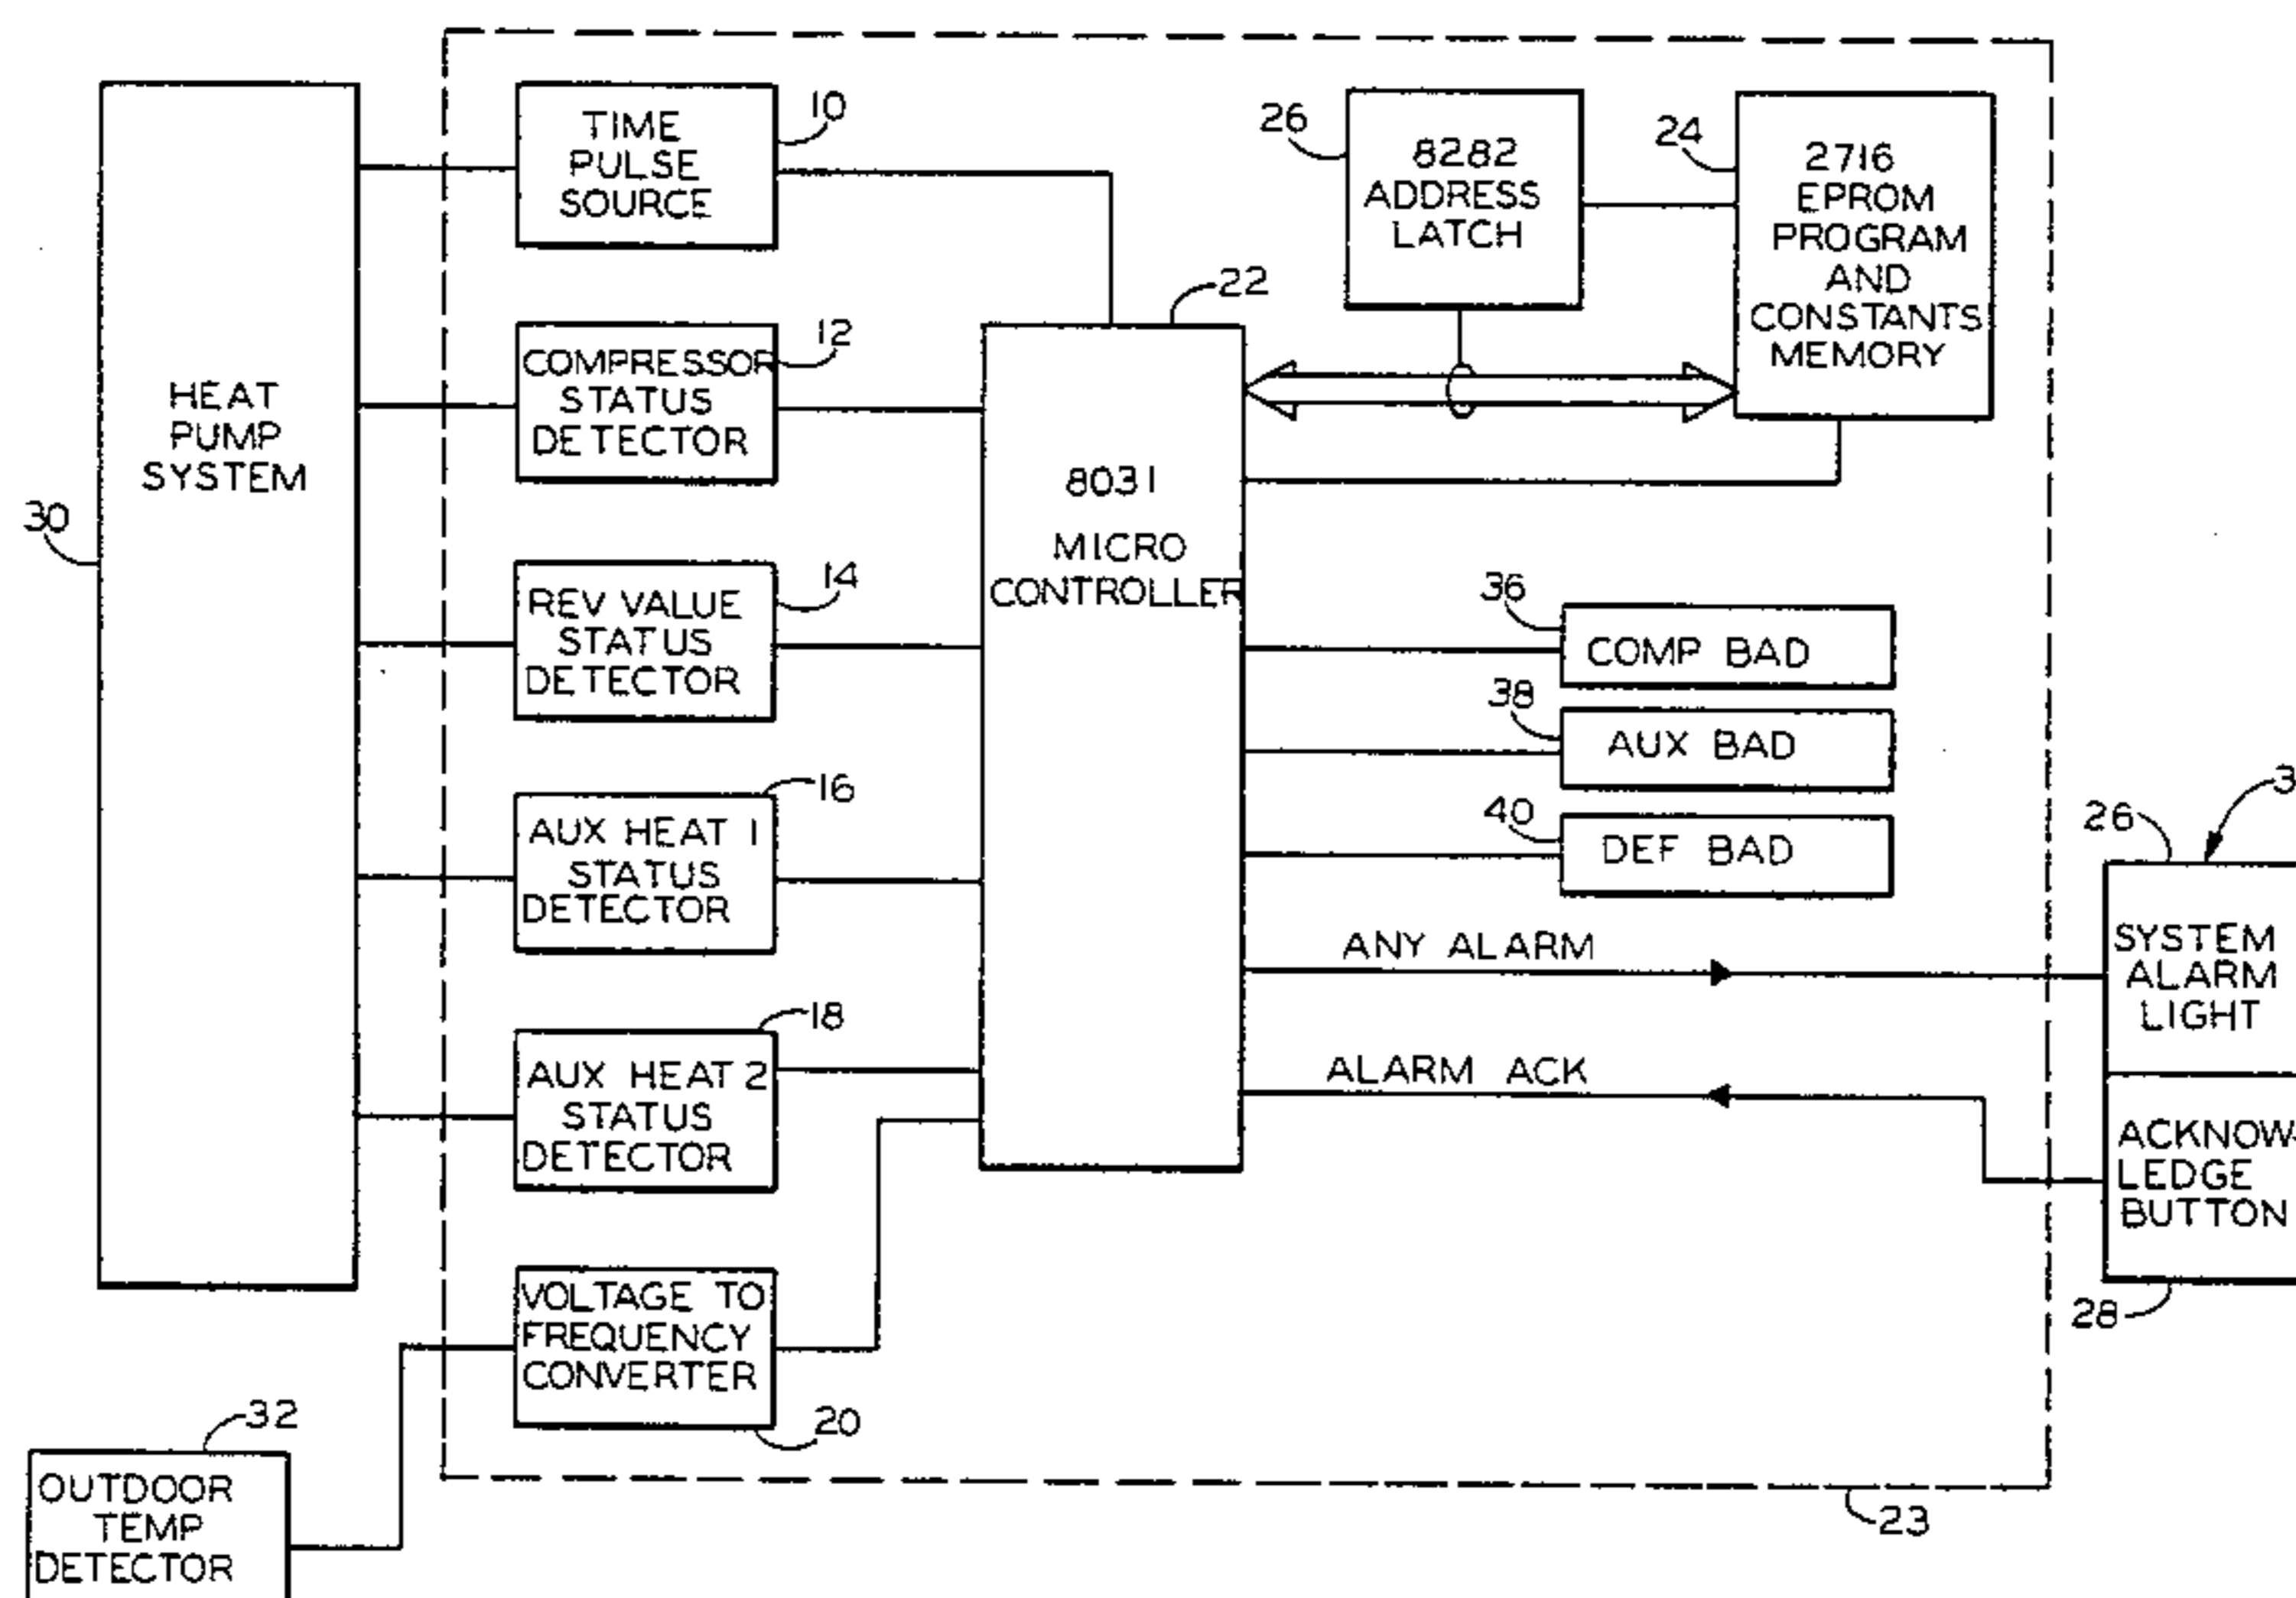 HEAT
PUMP
SYSTEM
30
TIME
PULSE
SOURCE
10
COMPRESSOR
STATUS
DETECTOR
12
REV VALUE
STATUS
DETECTOR
14
AUX HEAT 1
STATUS
DETECTOR
16
AUX HEAT 2
STATUS
DETECTOR
18
VOLTAGE TO
FREQUENCY
CONVERTER
20
OUTDOOR
TEMP
DETECTOR
32
8031
MICRO
CONTROLLER
22
8282
ADDRESS
LATCH
26
2716
EPROM
PROGRAM
AND
CONSTANTS
MEMORY
24
36
COMP BAD
38
AUX BAD
40
DEF BAD
ANY ALARM
ALARM ACK
26
3
SYSTEM
ALARM
LIGHT
ACKNOW-
LEDGE
BUTTON
28
23